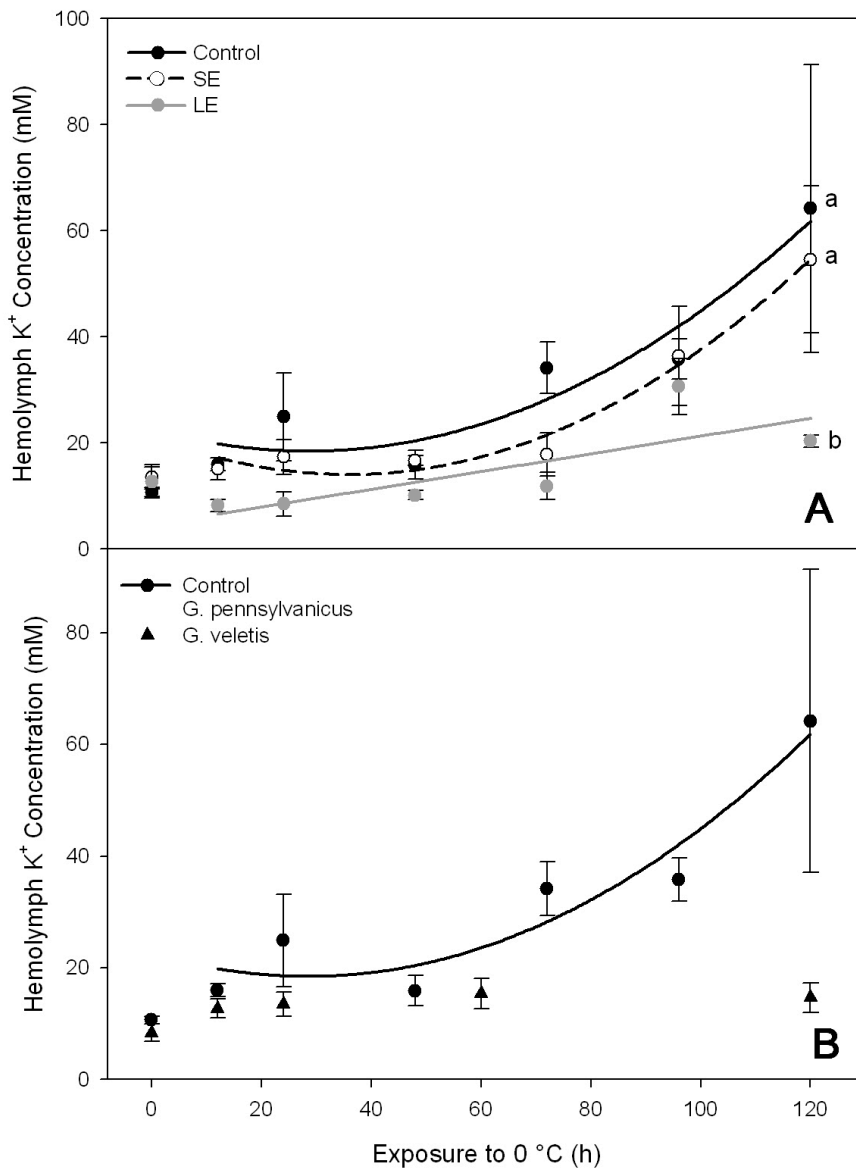 100
80
60
40
20
0
Hemolymph K+ Concentration (mM)
Control
SE
LE
a
a
b
A
80
60
40
20
0
Hemolymph K+ Concentration (mM)
Control
G. pennsylvanicus
G. veletis
B
0 20 40 60 80 100 120
Exposure to 0 °C (h)